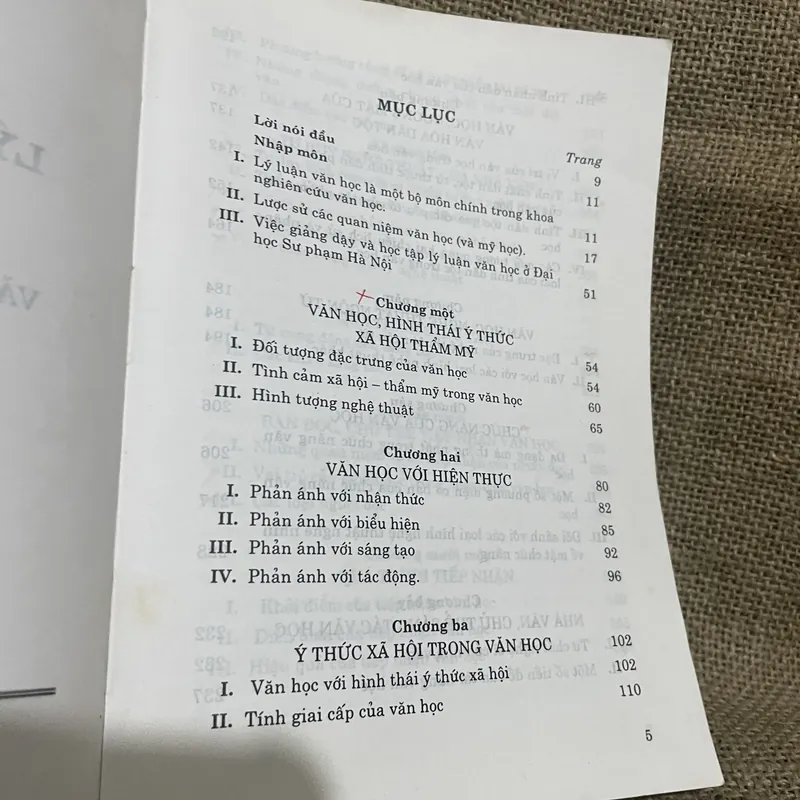 MỤC LỤC
Trang
Lời nói đầu 9
Nhập môn 11
I. Lý luận văn học là một bộ môn chính trong khoa
nghiên cứu văn học. 11
II. Lược sử các quan niệm văn học (và mỹ học). 17
III. Việc giảng dạy và học tập lý luận văn học ở Đại
học Sư phạm Hà Nội 51
Chương một
VĂN HỌC, HÌNH THÁI Ý THỨC
XÃ HỘI THẨM MỸ 54
I. Đối tượng đặc trưng của văn học 54
II. Tình cảm xã hội – thẩm mỹ trong văn học 60
III. Hình tượng nghệ thuật 65
Chương hai
VĂN HỌC VỚI HIỆN THỰC 80
I. Phản ánh với nhận thức 82
II. Phản ánh với biểu hiện 85
III. Phản ánh với sáng tạo 92
IV. Phản ánh với tác động. 96
Chương ba
Ý THỨC XÃ HỘI TRONG VĂN HỌC 102
I. Văn học với hình thái ý thức xã hội 102
II. Tính giai cấp của văn học 110
5